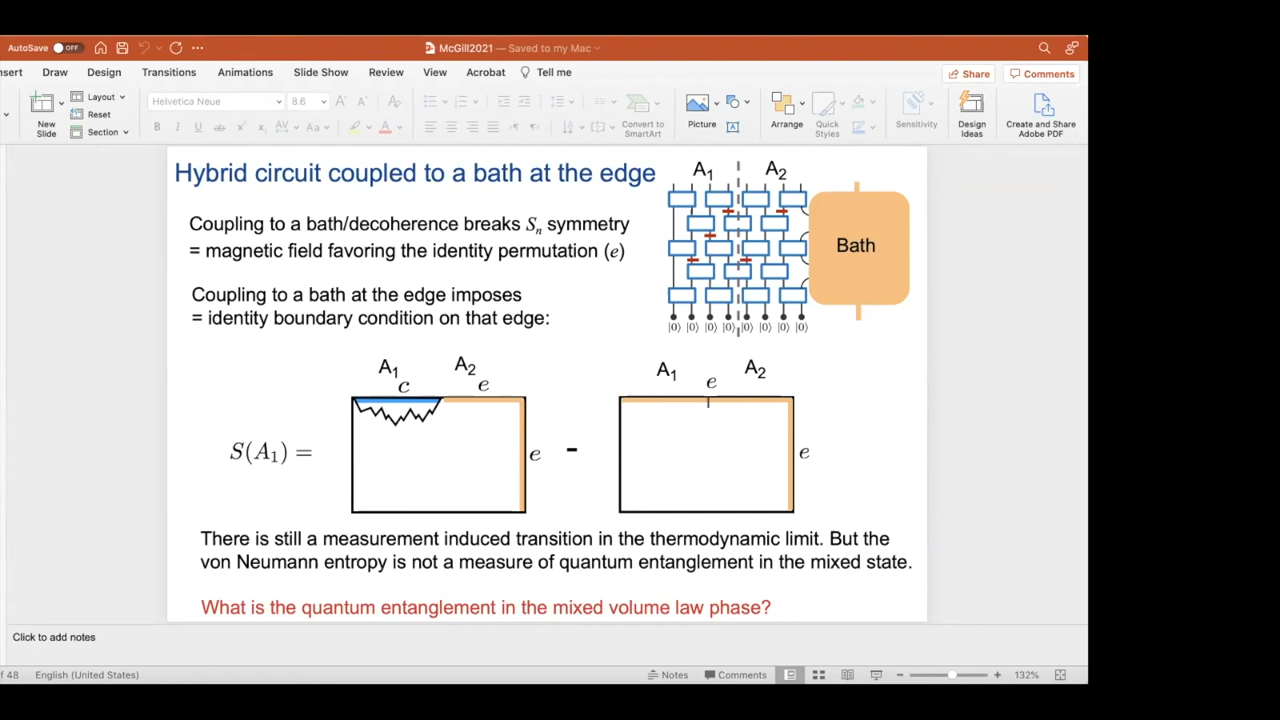 AutoSave OFF McGill2021 — Saved to my Mac
nsert Draw Design Transitions Animations Slide Show Review View Acrobat Tell me Share Comments
New Slide Layout Reset Section Helvetica Neue 8.6 Convert to SmartArt Picture Arrange Quick Styles Sensitivity Design Ideas Create and Share Adobe PDF
Hybrid circuit coupled to a bath at the edge
A₁ A₂
Bath
|0⟩ |0⟩ |0⟩ |0⟩ |0⟩ |0⟩ |0⟩ |0⟩
Coupling to a bath/decoherence breaks Sₙ symmetry
= magnetic field favoring the identity permutation (e)
Coupling to a bath at the edge imposes
= identity boundary condition on that edge:
A₁ A₂ A₁ A₂
c e e
S(A₁) = e - e
There is still a measurement induced transition in the thermodynamic limit. But the
von Neumann entropy is not a measure of quantum entanglement in the mixed state.
What is the quantum entanglement in the mixed volume law phase?
Click to add notes
f 48 English (United States) Notes Comments 132%